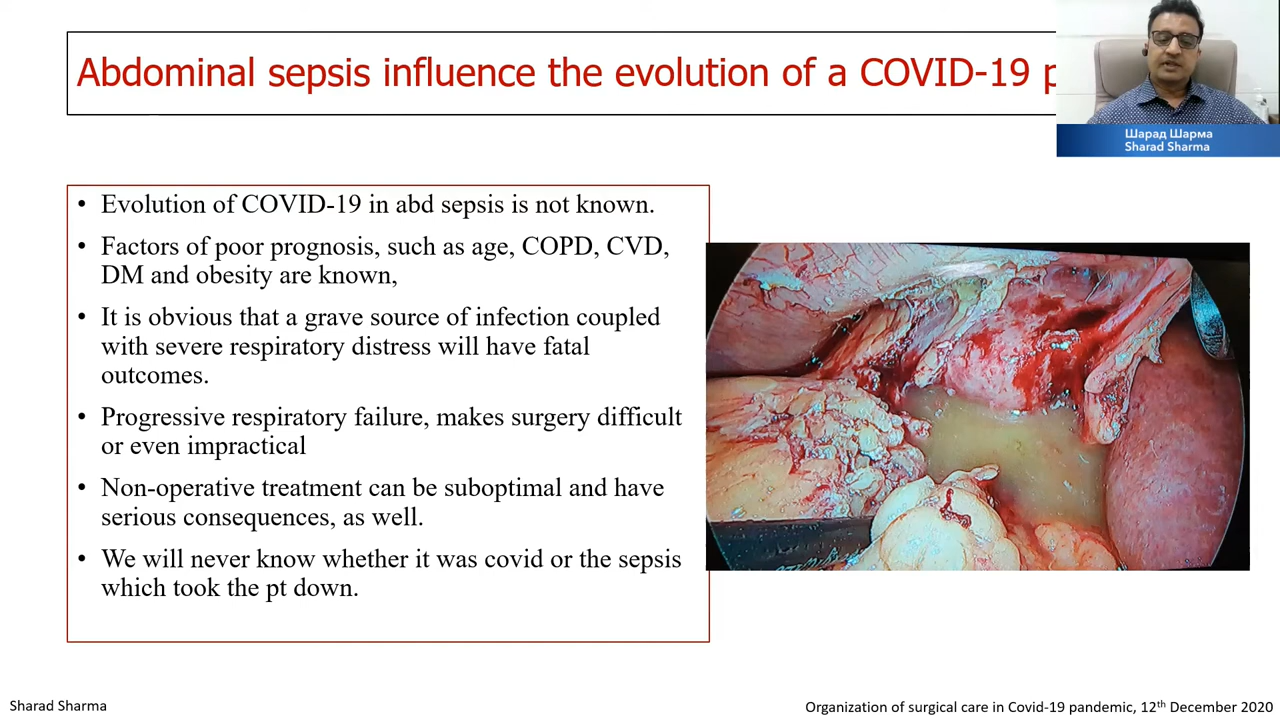 Abdominal sepsis influence the evolution of a COVID-19 p
Шарад Шарма
Sharad Sharma
• Evolution of COVID-19 in abd sepsis is not known.
• Factors of poor prognosis, such as age, COPD, CVD,
DM and obesity are known,
• It is obvious that a grave source of infection coupled
with severe respiratory distress will have fatal
outcomes.
• Progressive respiratory failure, makes surgery difficult
or even impractical
• Non-operative treatment can be suboptimal and have
serious consequences, as well.
• We will never know whether it was covid or the sepsis
which took the pt down.
Sharad Sharma
Organization of surgical care in Covid-19 pandemic, 12th December 2020